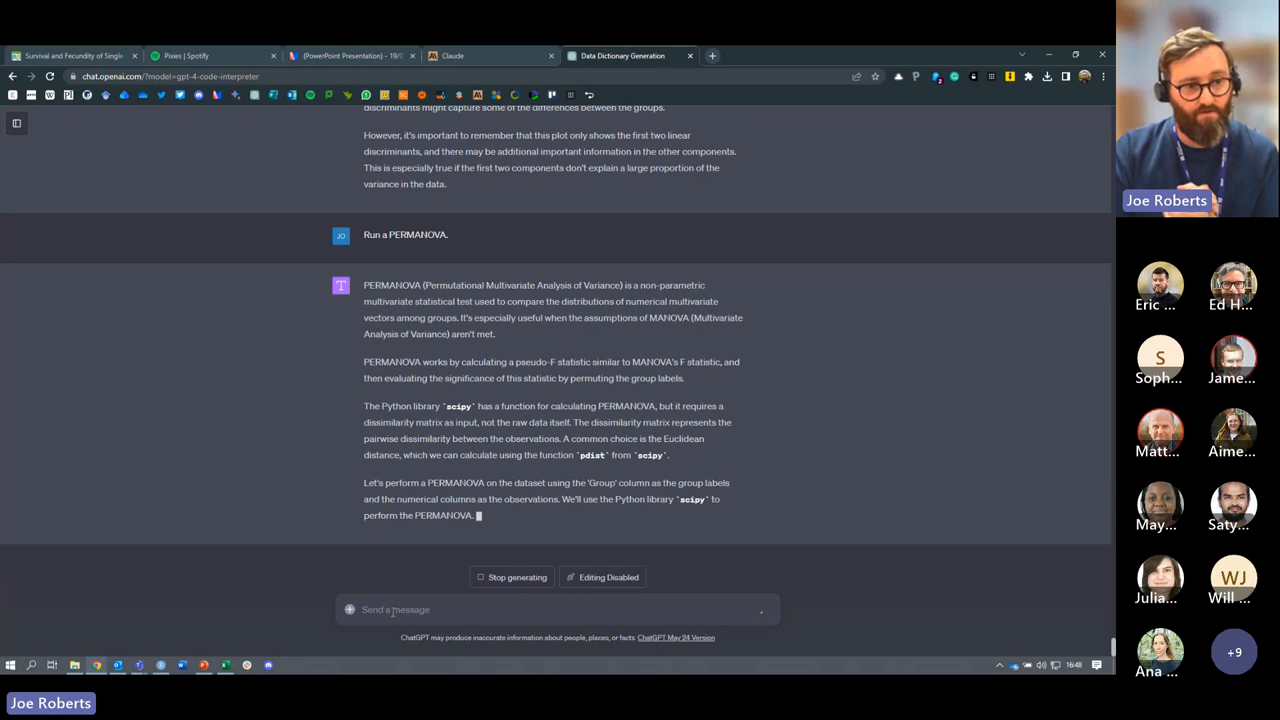 Survival and Fecundity of Single
Pixies | Spotify
(PowerPoint Presentation) - 19/0
Claude
Data Dictionary Generation
chat.openai.com/?model=gpt-4-code-interpreter
discriminants might capture some of the differences between the groups.
However, it's important to remember that this plot only shows the first two linear
discriminants, and there may be additional important information in the other components.
This is especially true if the first two components don't explain a large proportion of the
variance in the data.
JO
Run a PERMANOVA.
PERMANOVA (Permutational Multivariate Analysis of Variance) is a non-parametric
multivariate statistical test used to compare the distributions of numerical multivariate
vectors among groups. It's especially useful when the assumptions of MANOVA (Multivariate
Analysis of Variance) aren't met.
PERMANOVA works by calculating a pseudo-F statistic similar to MANOVA's F statistic, and
then evaluating the significance of this statistic by permuting the group labels.
The Python library `scipy` has a function for calculating PERMANOVA, but it requires a
dissimilarity matrix as input, not the raw data itself. The dissimilarity matrix represents the
pairwise dissimilarity between the observations. A common choice is the Euclidean
distance, which we can calculate using the function `pdist` from `scipy`.
Let's perform a PERMANOVA on the dataset using the 'Group' column as the group labels
and the numerical columns as the observations. We'll use the Python library `scipy` to
perform the PERMANOVA.
Stop generating
Editing Disabled
Send a message
ChatGPT may produce inaccurate information about people, places, or facts. ChatGPT May 24 Version
16:48
Joe Roberts
Joe Roberts
Eric ...
Ed H...
S
Soph...
Jame...
Matt...
Aime...
May...
Saty...
Julia...
WJ
Will ...
Ana ...
+9